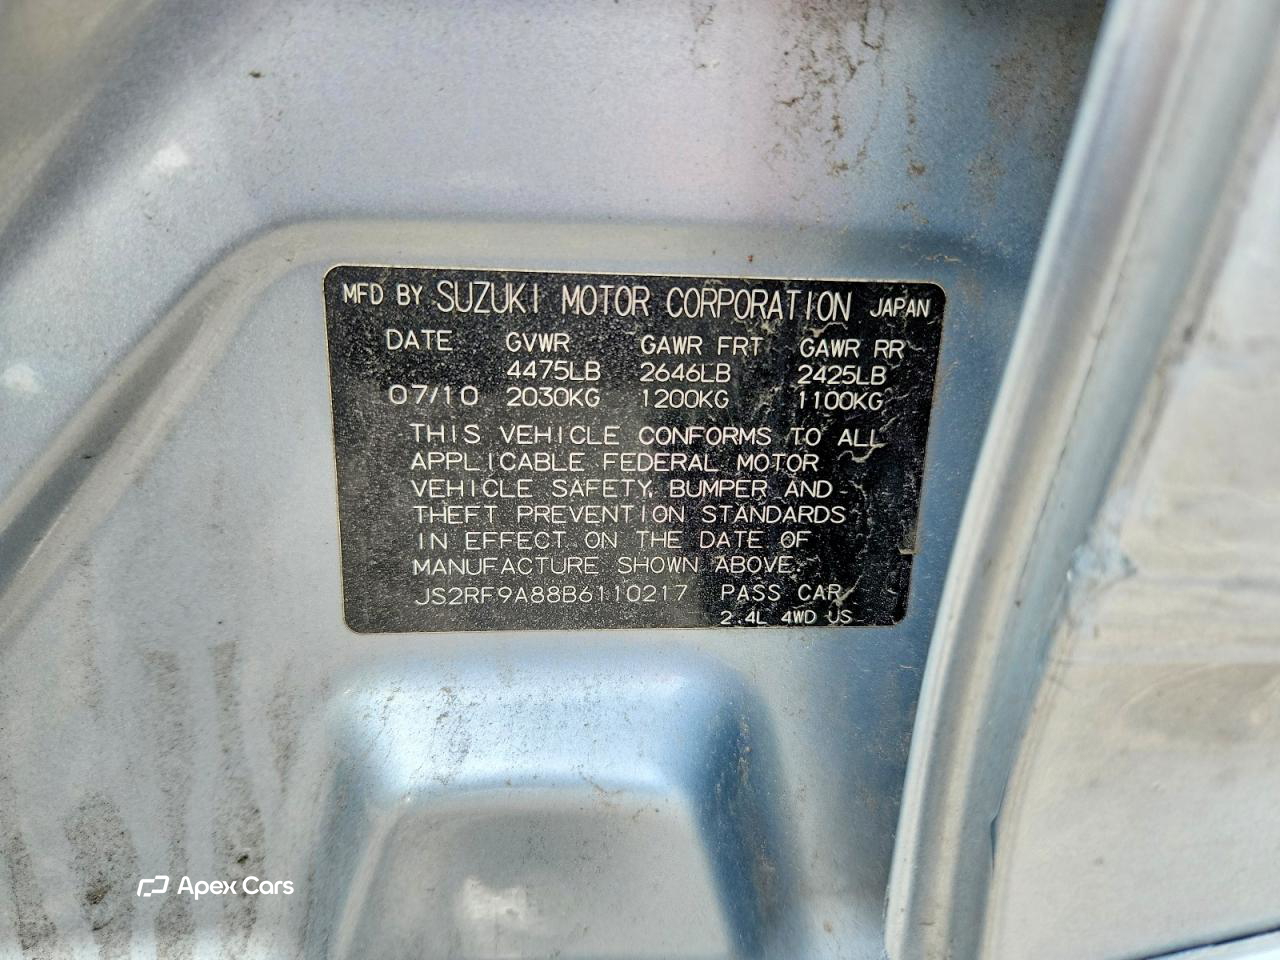 MFD BY SUZUKI MOTOR CORPORATION JAPAN
DATE GVWR GAWR FRT GAWR RR
4475LB 2646LB 2425LB
07/10 2030KG 1200KG 1100KG
THIS VEHICLE CONFORMS TO ALL
APPLICABLE FEDERAL MOTOR
VEHICLE SAFETY, BUMPER AND
THEFT PREVENTION STANDARDS
IN EFFECT ON THE DATE OF
MANUFACTURE SHOWN ABOVE.
JS2RF9A88B6110217 PASS CAR
2.4L 4WD US
Apex Cars